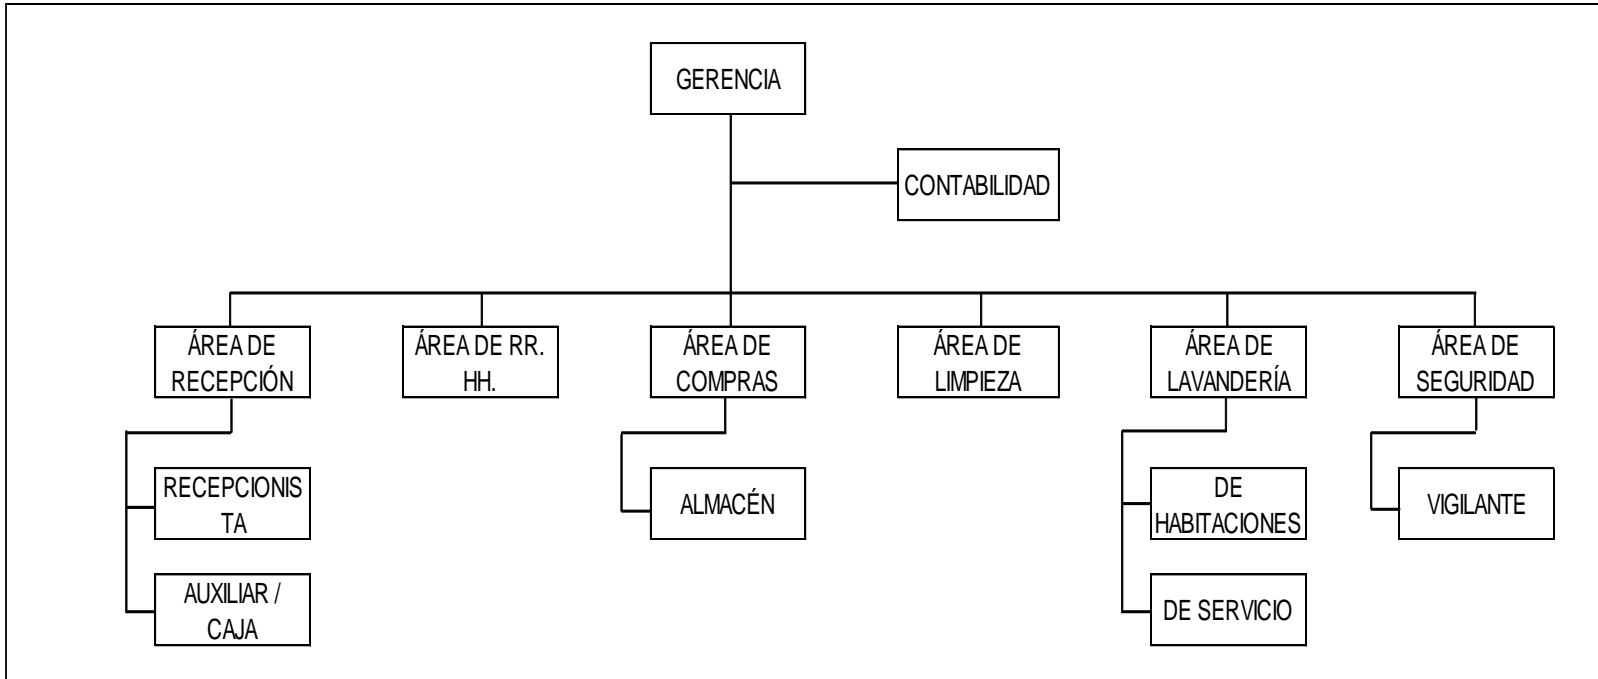 GERENCIA
CONTABILIDAD
ÁREA DE
RECEPCIÓN
ÁREA DE RR.
HH.
ÁREA DE
COMPRAS
ÁREA DE
LIMPIEZA
ÁREA DE
LAVANDERÍA
ÁREA DE
SEGURIDAD
RECEPCIONIS
TA
ALMACÉN
DE
HABITACIONES
VIGILANTE
AUXILIAR /
CAJA
DE SERVICIO